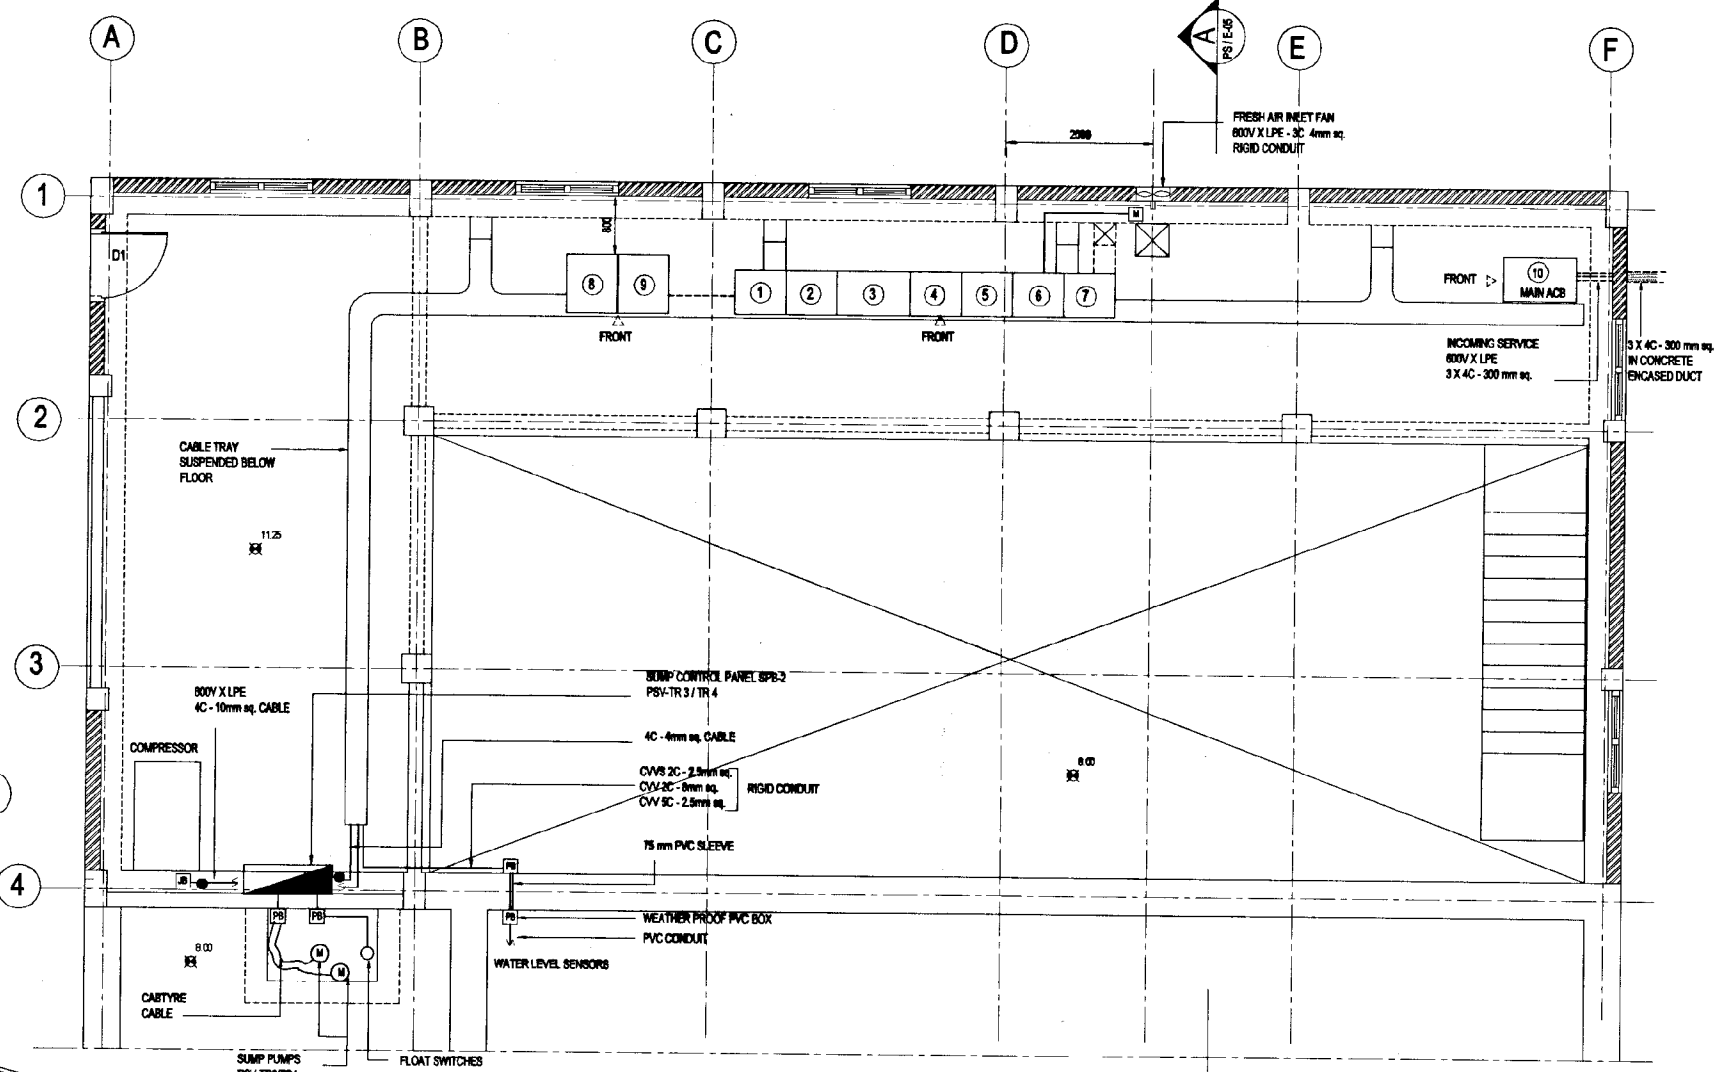 A
B
C
D
E
F
A
PS / E-05
FRESH AIR INLET FAN
600V X LPE - 3C 4mm sq.
RIGID CONDUIT
1
M
600
D1
8
9
1
2
3
4
5
6
7
10
MAIN ACB
FRONT
FRONT
FRONT
INCOMING SERVICE
600V X LPE
3 X 4C - 300 mm sq.
3 X 4C - 300 mm sq.
IN CONCRETE
ENCASED DUCT
2
CABLE TRAY
SUSPENDED BELOW
FLOOR
11.25
3
600V X LPE
4C - 10mm sq. CABLE
SUMP CONTROL PANEL SPB-2
PSV-TR 3 / TR 4
COMPRESSOR
4C - 4mm sq. CABLE
CVVS 2C - 2.5mm sq.
CVV 2C - 8mm sq.
CVV 5C - 2.5mm sq.
RIGID CONDUIT
8.00
75 mm PVC SLEEVE
4
JB
PB
PB
PB
PB
WEATHER PROOF PVC BOX
PVC CONDUIT
8.00
M
M
WATER LEVEL SENSORS
CABTYRE
CABLE
SUMP PUMPS
FLOAT SWITCHES